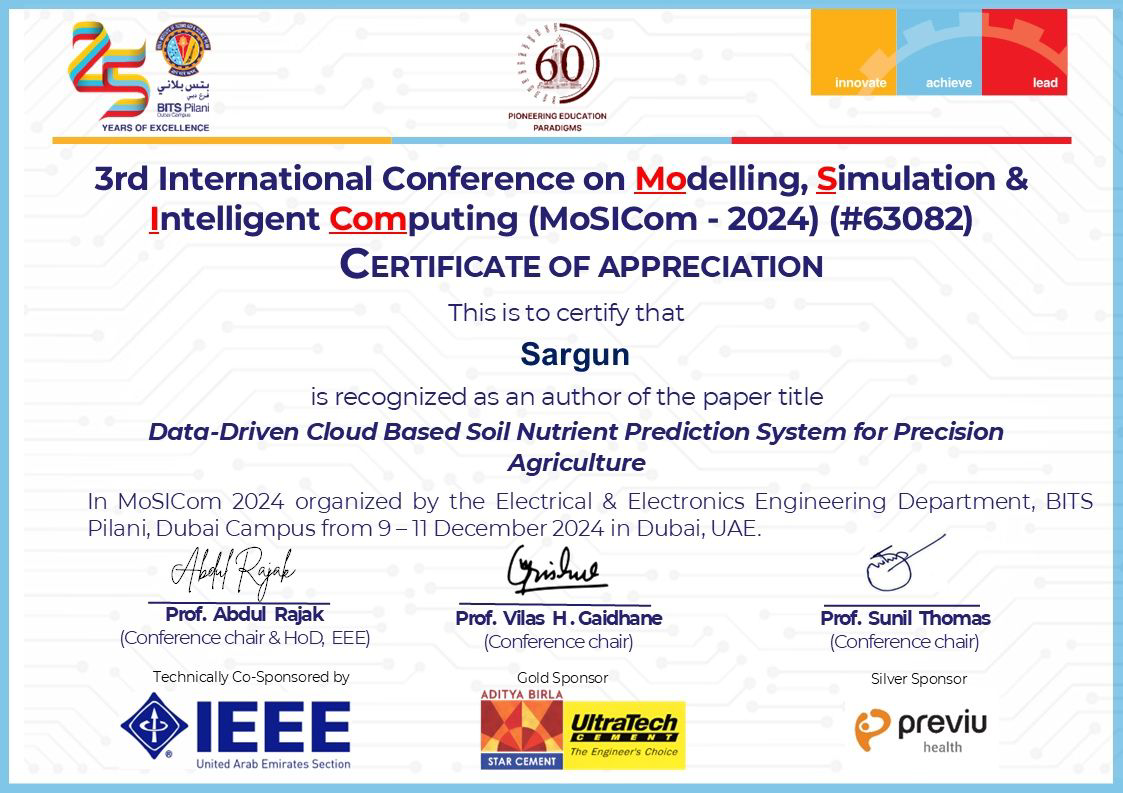 25
بتس بلاني
فرع دبي
BITS Pilani
Dubai Campus
YEARS OF EXCELLENCE
60
PIONEERING EDUCATION
PARADIGMS
innovate achieve lead
3rd International Conference on Modelling, Simulation &
Intelligent Computing (MoSICom - 2024) (#63082)
CERTIFICATE OF APPRECIATION
This is to certify that
Sargun
is recognized as an author of the paper title
Data-Driven Cloud Based Soil Nutrient Prediction System for Precision
Agriculture
In MoSICom 2024 organized by the Electrical & Electronics Engineering Department, BITS
Pilani, Dubai Campus from 9 – 11 December 2024 in Dubai, UAE.
Abdul Rajak
Prof. Abdul Rajak Prof. Vilas H. Gaidhane Prof. Sunil Thomas
(Conference chair & HoD, EEE) (Conference chair) (Conference chair)
Technically Co-Sponsored by Gold Sponsor Silver Sponsor
IEEE
®
United Arab Emirates Section
ADITYA BIRLA
STAR CEMENT
UltraTech
CEMENT
The Engineer's Choice
previu
health